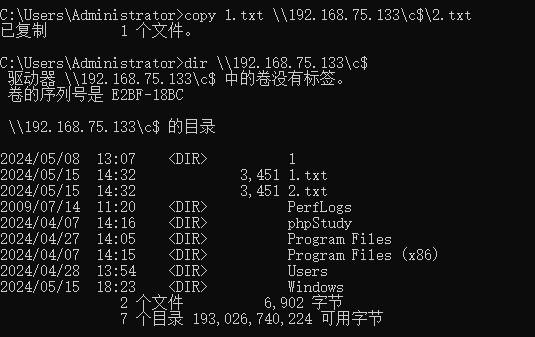 C:\Users\Administrator>copy 1.txt \\192.168.75.133\c$\2.txt
已复制         1 个文件。
C:\Users\Administrator>dir \\192.168.75.133\c$
 驱动器 \\192.168.75.133\c$ 中的卷没有标签。
 卷的序列号是 E2BF-18BC
 \\192.168.75.133\c$ 的目录
2024/05/08  13:07    <DIR>          1
2024/05/15  14:32             3,451 1.txt
2024/05/15  14:32             3,451 2.txt
2009/07/14  11:20    <DIR>          PerfLogs
2024/04/07  14:16    <DIR>          phpStudy
2024/04/27  14:05    <DIR>          Program Files
2024/04/07  14:15    <DIR>          Program Files (x86)
2024/04/28  13:54    <DIR>          Users
2024/05/15  18:23    <DIR>          Windows
               2 个文件          6,902 字节
               7 个目录 193,026,740,224 可用字节